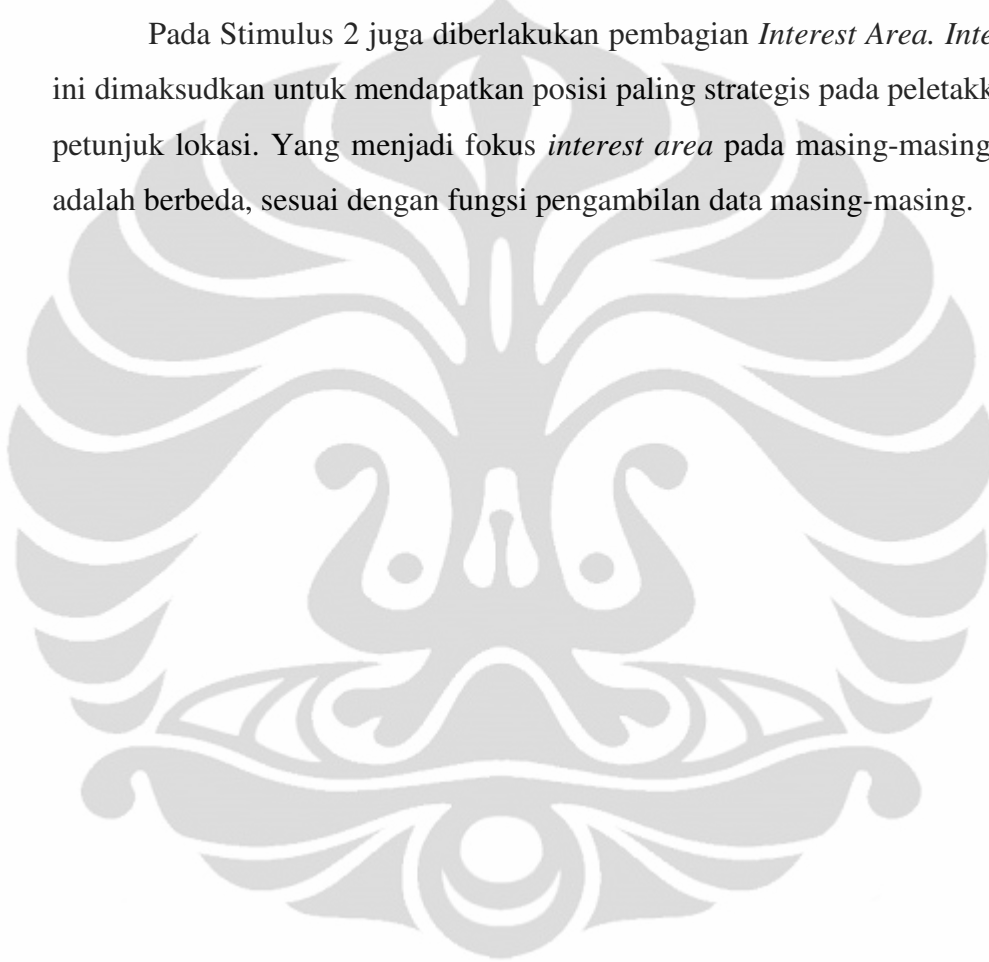 Pada Stimulus 2 juga diberlakukan pembagian Interest Area. Inte
ini dimaksudkan untuk mendapatkan posisi paling strategis pada peletakk
petunjuk lokasi. Yang menjadi fokus interest area pada masing-masing
adalah berbeda, sesuai dengan fungsi pengambilan data masing-masing.